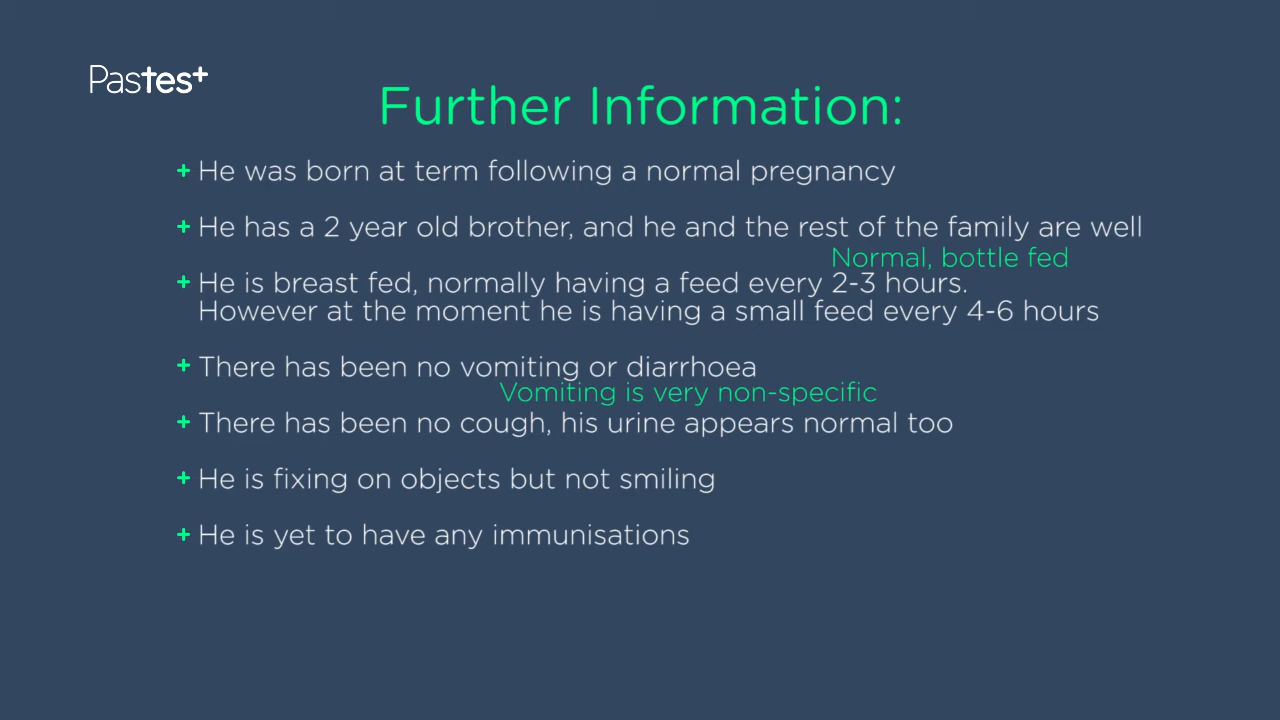 Pastes+
Further Information:
+ He was born at term following a normal pregnancy
+ He has a 2 year old brother, and he and the rest of the family are well
Normal, bottle fed
+ He is breast fed, normally having a feed every 2-3 hours.
However at the moment he is having a small feed every 4-6 hours
+ There has been no vomiting or diarrhoea
Vomiting is very non-specific
+ There has been no cough, his urine appears normal too
+ He is fixing on objects but not smiling
+ He is yet to have any immunisations